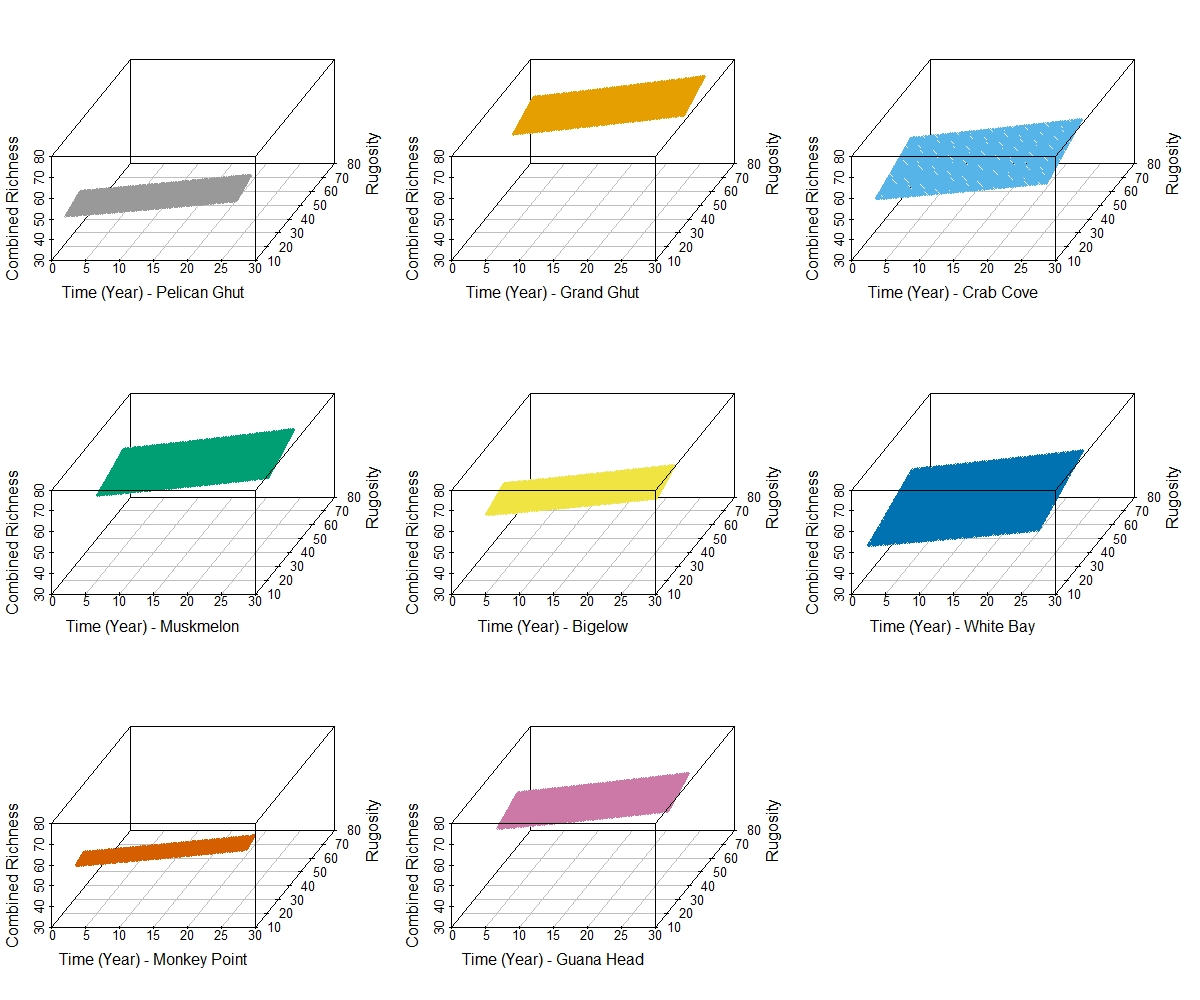 Combined Richness
30 40 50 60 70 80
0 5 10 15 20 25 30
10 20 30 40 50 60 70 80
Rugosity
Time (Year) - Pelican Ghut
Combined Richness
30 40 50 60 70 80
0 5 10 15 20 25 30
10 20 30 40 50 60 70 80
Rugosity
Time (Year) - Grand Ghut
Combined Richness
30 40 50 60 70 80
0 5 10 15 20 25 30
10 20 30 40 50 60 70 80
Rugosity
Time (Year) - Crab Cove
Combined Richness
30 40 50 60 70 80
0 5 10 15 20 25 30
10 20 30 40 50 60 70 80
Rugosity
Time (Year) - Muskmelon
Combined Richness
30 40 50 60 70 80
0 5 10 15 20 25 30
10 20 30 40 50 60 70 80
Rugosity
Time (Year) - Bigelow
Combined Richness
30 40 50 60 70 80
0 5 10 15 20 25 30
10 20 30 40 50 60 70 80
Rugosity
Time (Year) - White Bay
Combined Richness
30 40 50 60 70 80
0 5 10 15 20 25 30
10 20 30 40 50 60 70 80
Rugosity
Time (Year) - Monkey Point
Combined Richness
30 40 50 60 70 80
0 5 10 15 20 25 30
10 20 30 40 50 60 70 80
Rugosity
Time (Year) - Guana Head